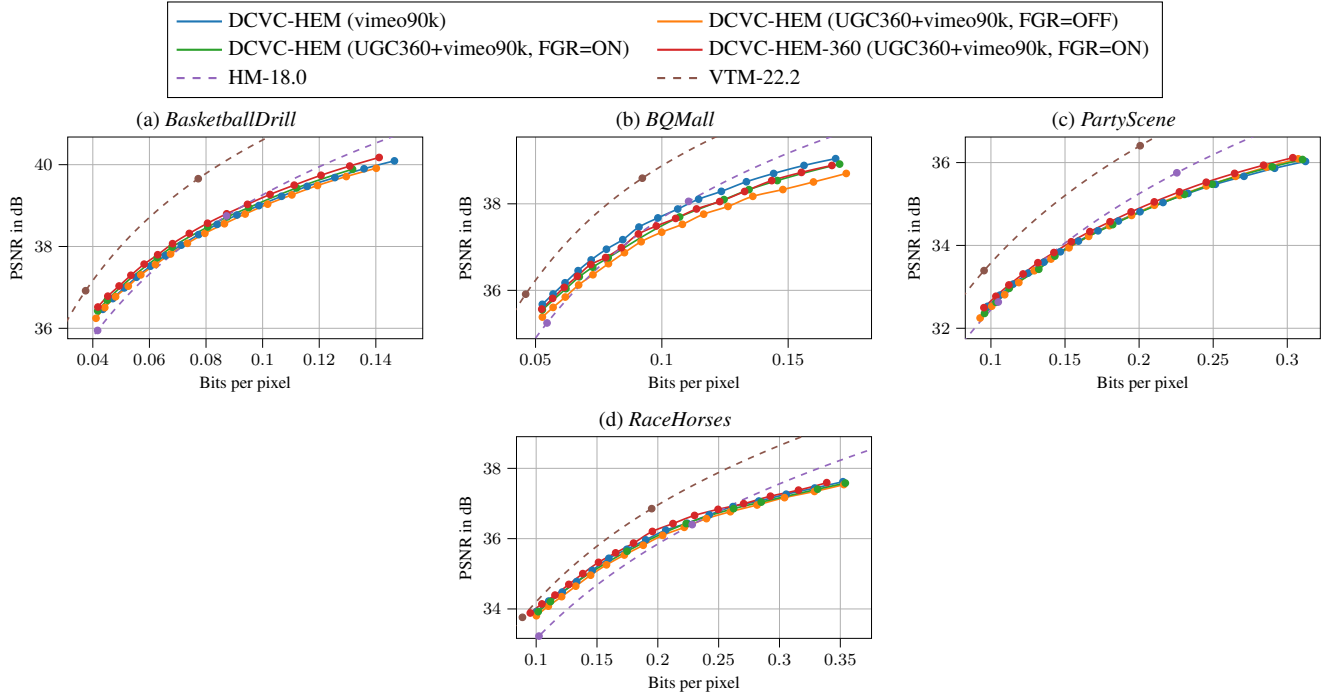 DCVC-HEM (vimeo90k) DCVC-HEM (UGC360+vimeo90k, FGR=OFF)
DCVC-HEM (UGC360+vimeo90k, FGR=ON) DCVC-HEM-360 (UGC360+vimeo90k, FGR=ON)
HM-18.0 VTM-22.2
(a) BasketballDrill
40
38
36
PSNR in dB
0.04 0.06 0.08 0.1 0.12 0.14
Bits per pixel
(b) BQMall
38
36
PSNR in dB
0.05 0.1 0.15
Bits per pixel
(c) PartyScene
36
34
32
PSNR in dB
0.1 0.15 0.2 0.25 0.3
Bits per pixel
(d) RaceHorses
38
36
34
PSNR in dB
0.1 0.15 0.2 0.25 0.3 0.35
Bits per pixel